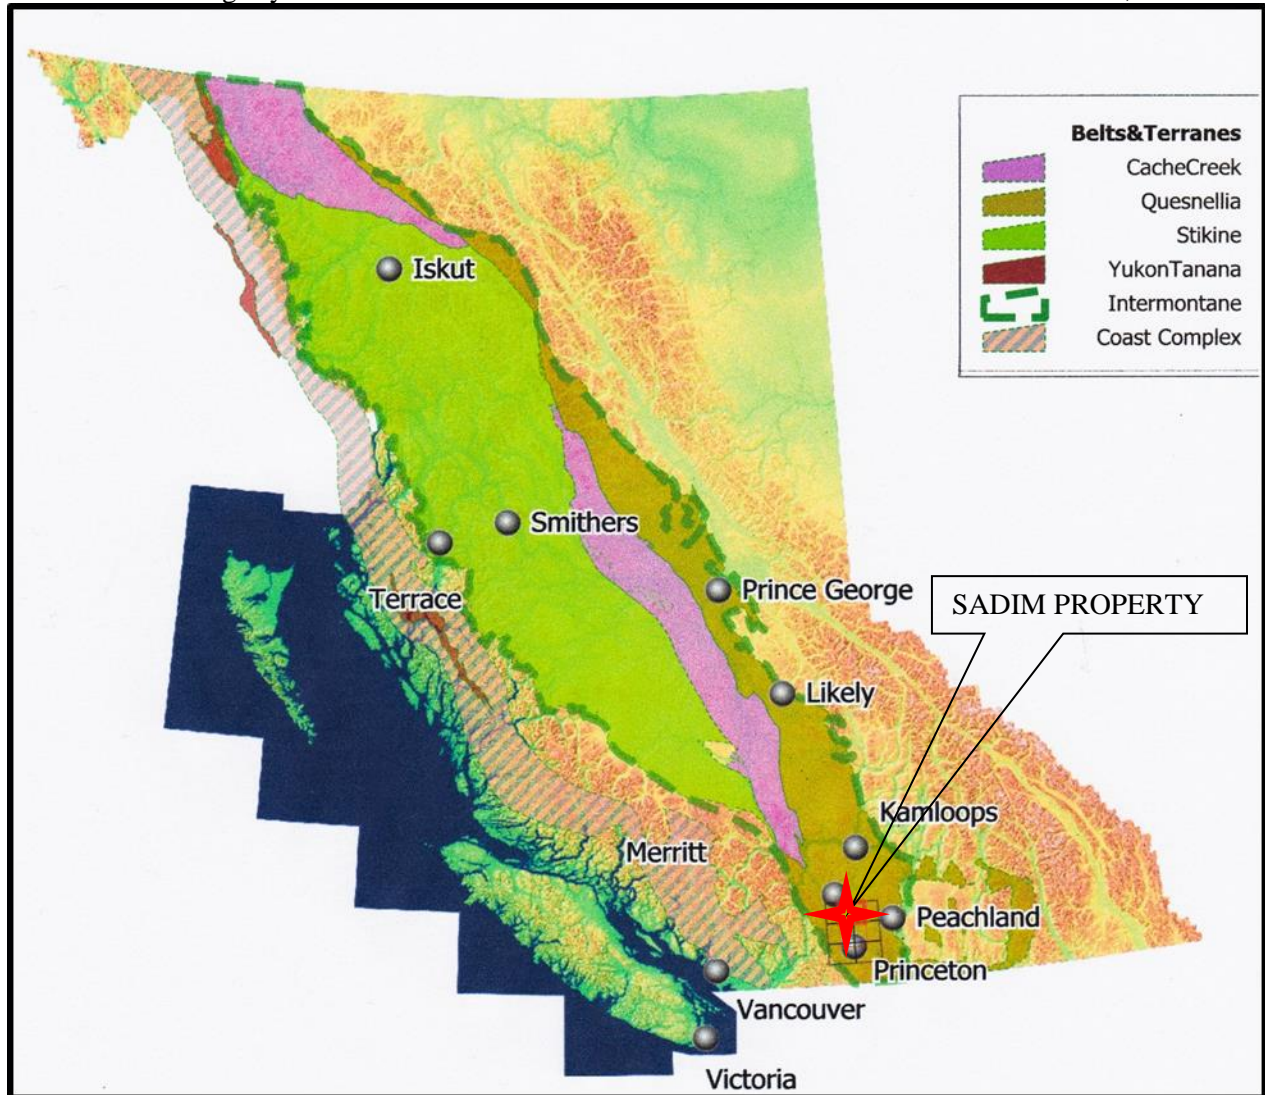 Belts&Terranes
CacheCreek
Quesnellia
Stikine
YukonTanana
Intermontane
Coast Complex
Iskut
Smithers
Terrace
Prince George
SADIM PROPERTY
Likely
Kamloops
Merritt
Peachland
Princeton
Vancouver
Victoria